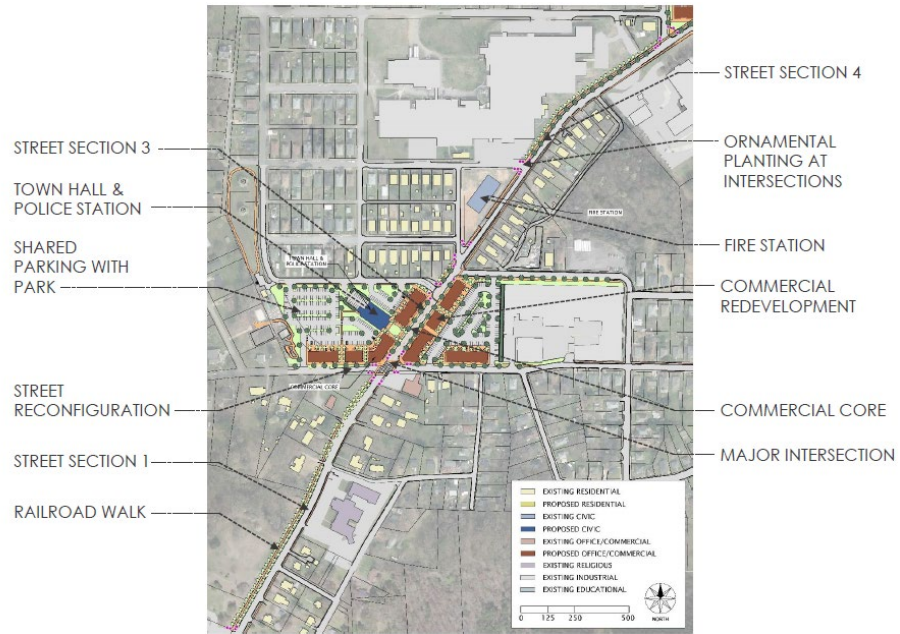 STREET SECTION 3
TOWN HALL &
POLICE STATION
SHARED
PARKING WITH
PARK
STREET
RECONFIGURATION
STREET SECTION 1
RAILROAD WALK
TOWN HALL &
POLICE STATION
COMMERCIAL CORE
FIRE STATION
STREET SECTION 4
ORNAMENTAL
PLANTING AT
INTERSECTIONS
FIRE STATION
COMMERCIAL
REDEVELOPMENT
COMMERCIAL CORE
MAJOR INTERSECTION
EXISTING RESIDENTIAL
PROPOSED RESIDENTIAL
EXISTING CIVIC
PROPOSED CIVIC
EXISTING OFFICE/COMMERCIAL
PROPOSED OFFICE/COMMERCIAL
EXISTING RELIGIOUS
EXISTING INDUSTRIAL
EXISTING EDUCATIONAL
0 125 250 500
NORTH